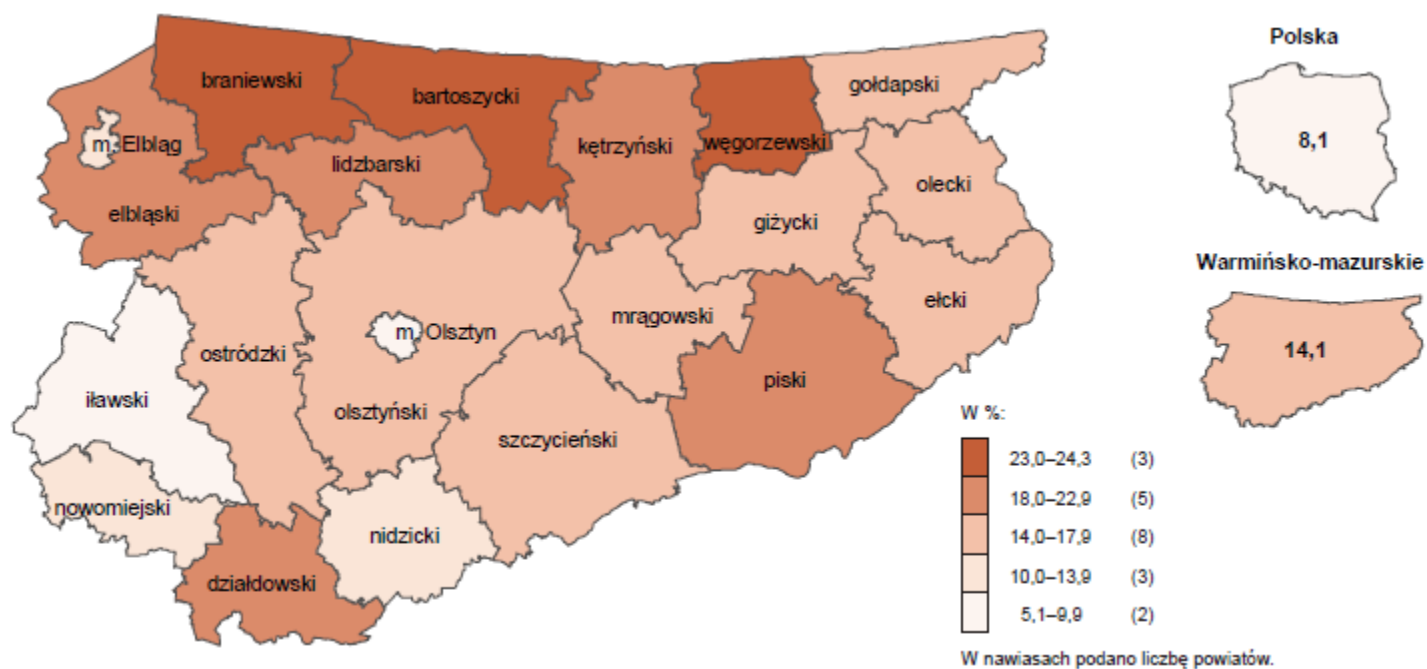 braniewski
bartoszycki
gołdapski
m. Elbląg
kętrzyński
węgorzewski
lidzbarski
olecki
elbląski
giżycki
ełcki
mrągowski
m. Olsztyn
ostródzki
piski
iławski
olsztyński
szczycieński
nowomiejski
nidzicki
działdowski
Polska
8,1
Warmińsko-mazurskie
14,1
W %:
23,0–24,3 (3)
18,0–22,9 (5)
14,0–17,9 (8)
10,0–13,9 (3)
5,1–9,9 (2)
W nawiasach podano liczbę powiatów.